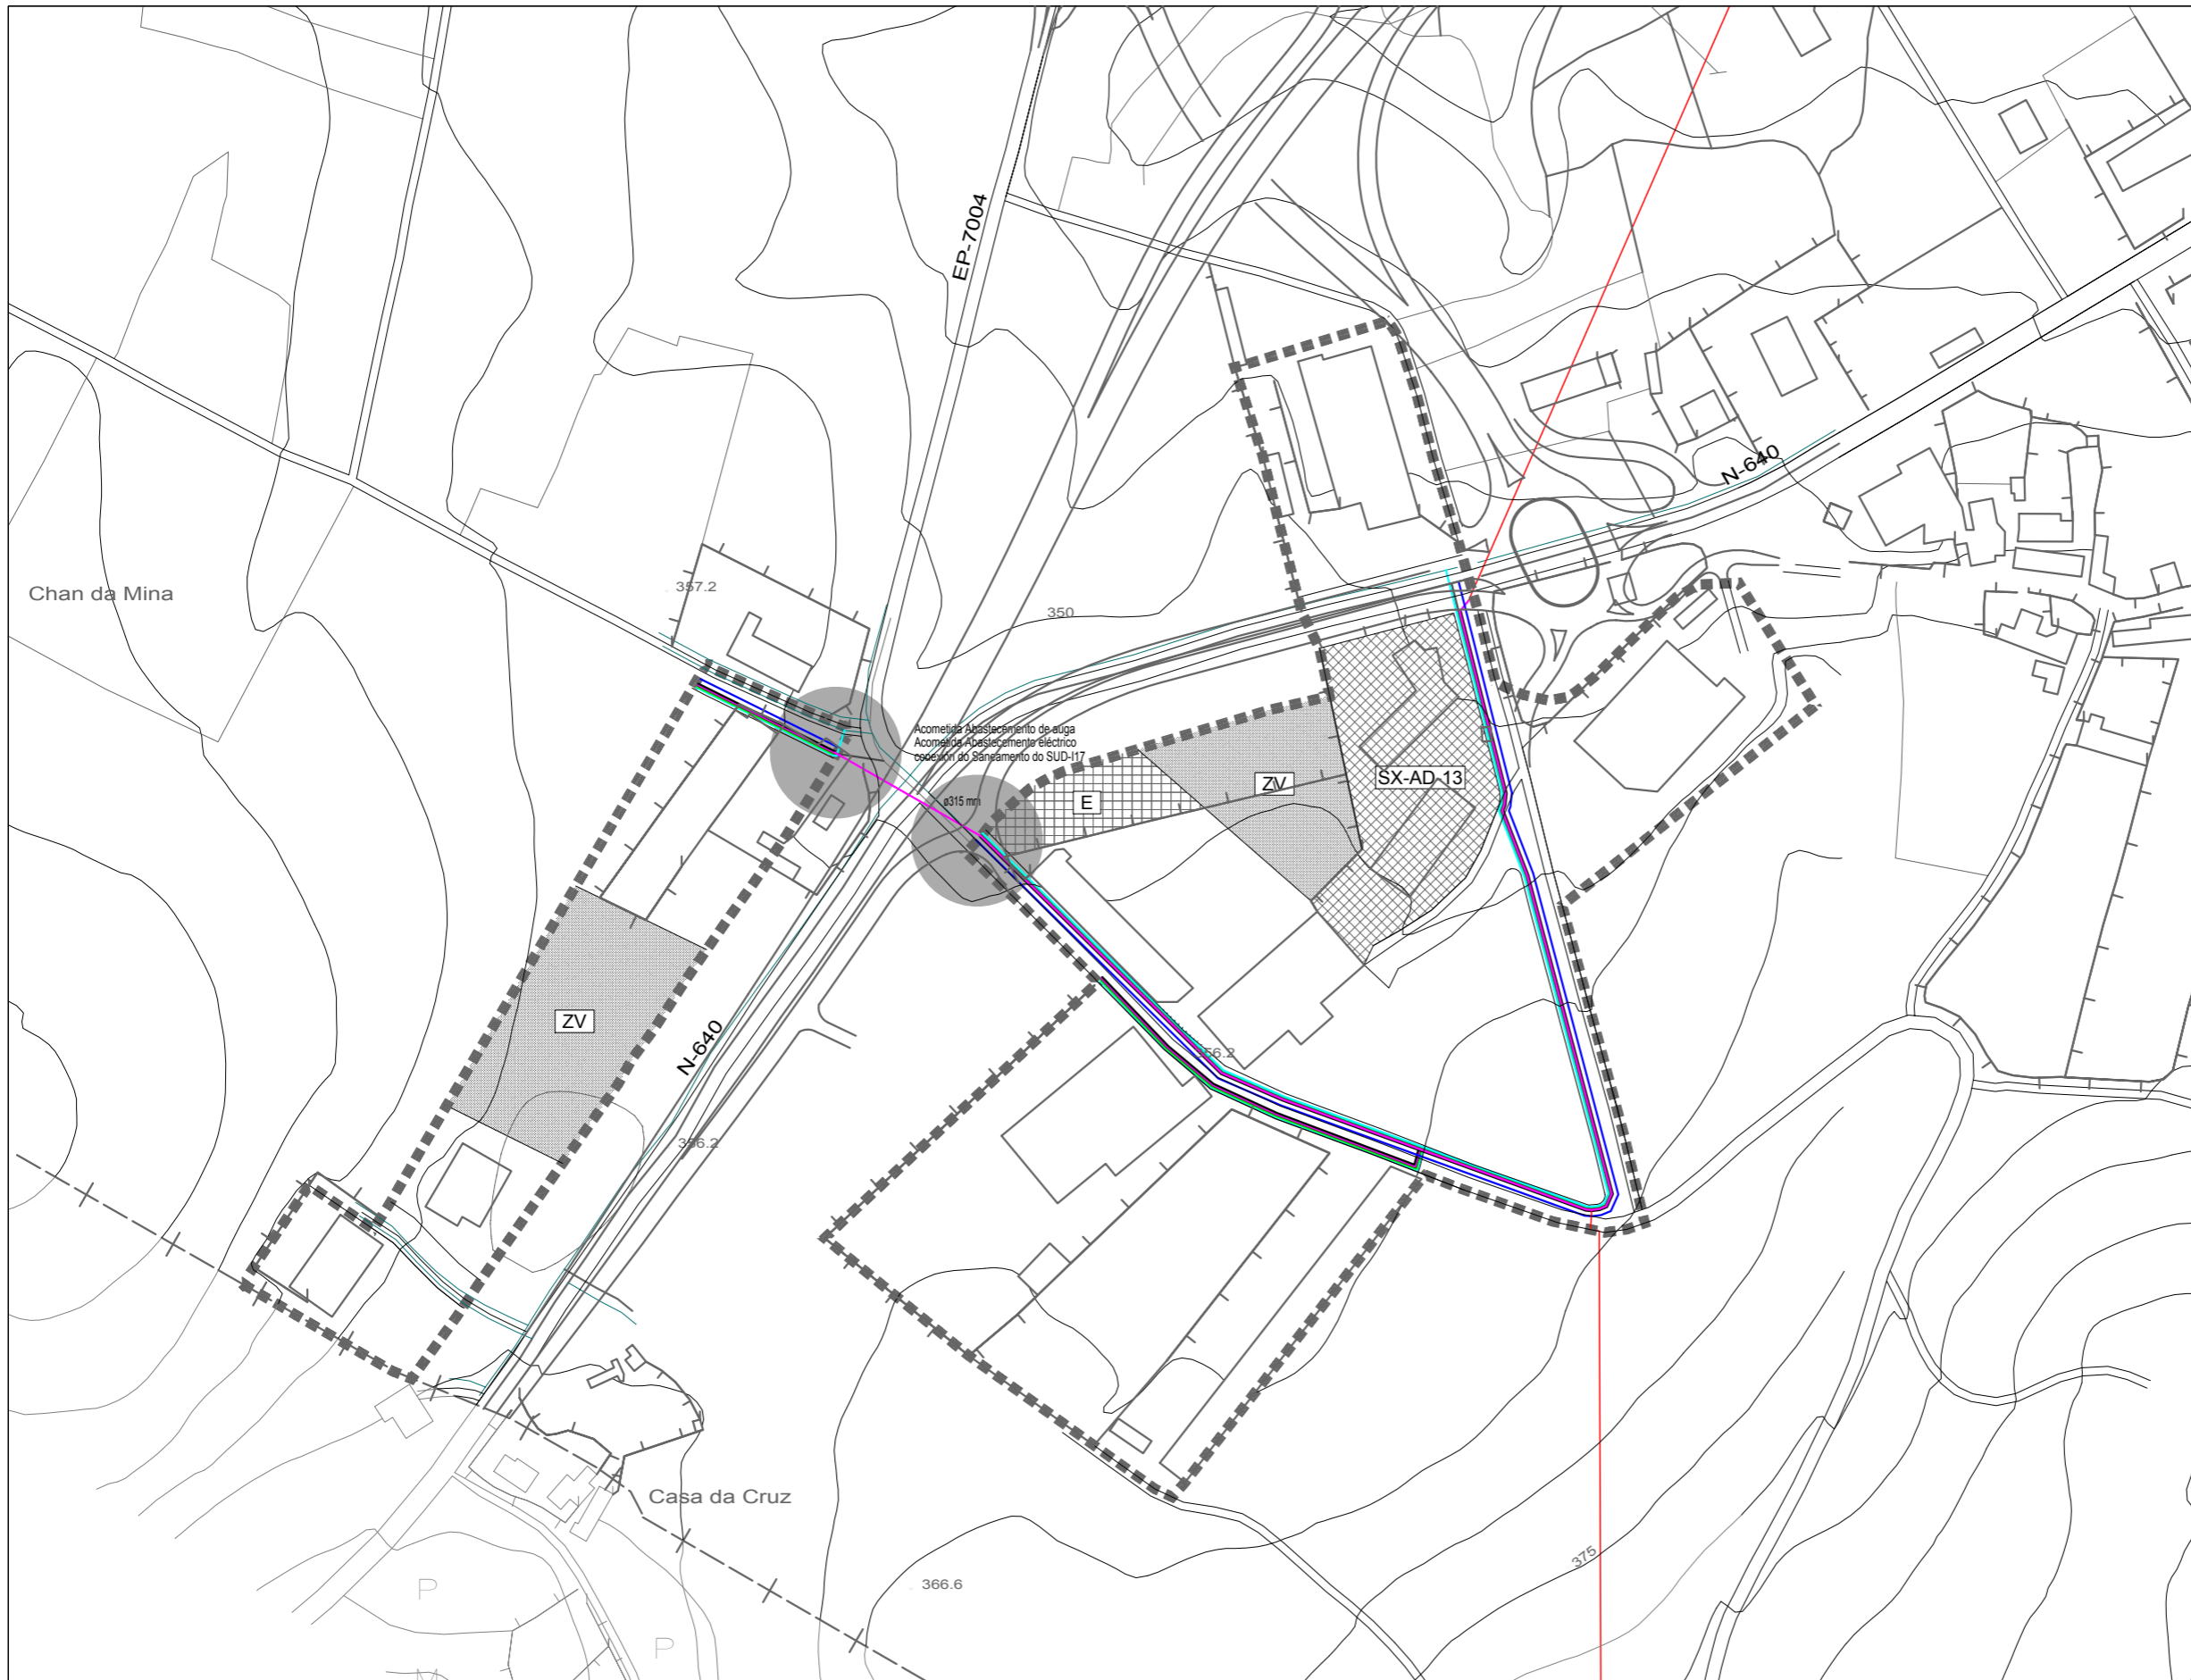 EP-7004
N-640
Chan da Mina
357.2
350
Acometida Abastecemento de auga
Acometida Abastecemento eléctrico
conexión do Saneamento do SUD-I17
ø315 mm
E
ZV
SX-AD-13
ZV
N-640
356.2
356.2
Casa da Cruz
366.6
375
P
P
M